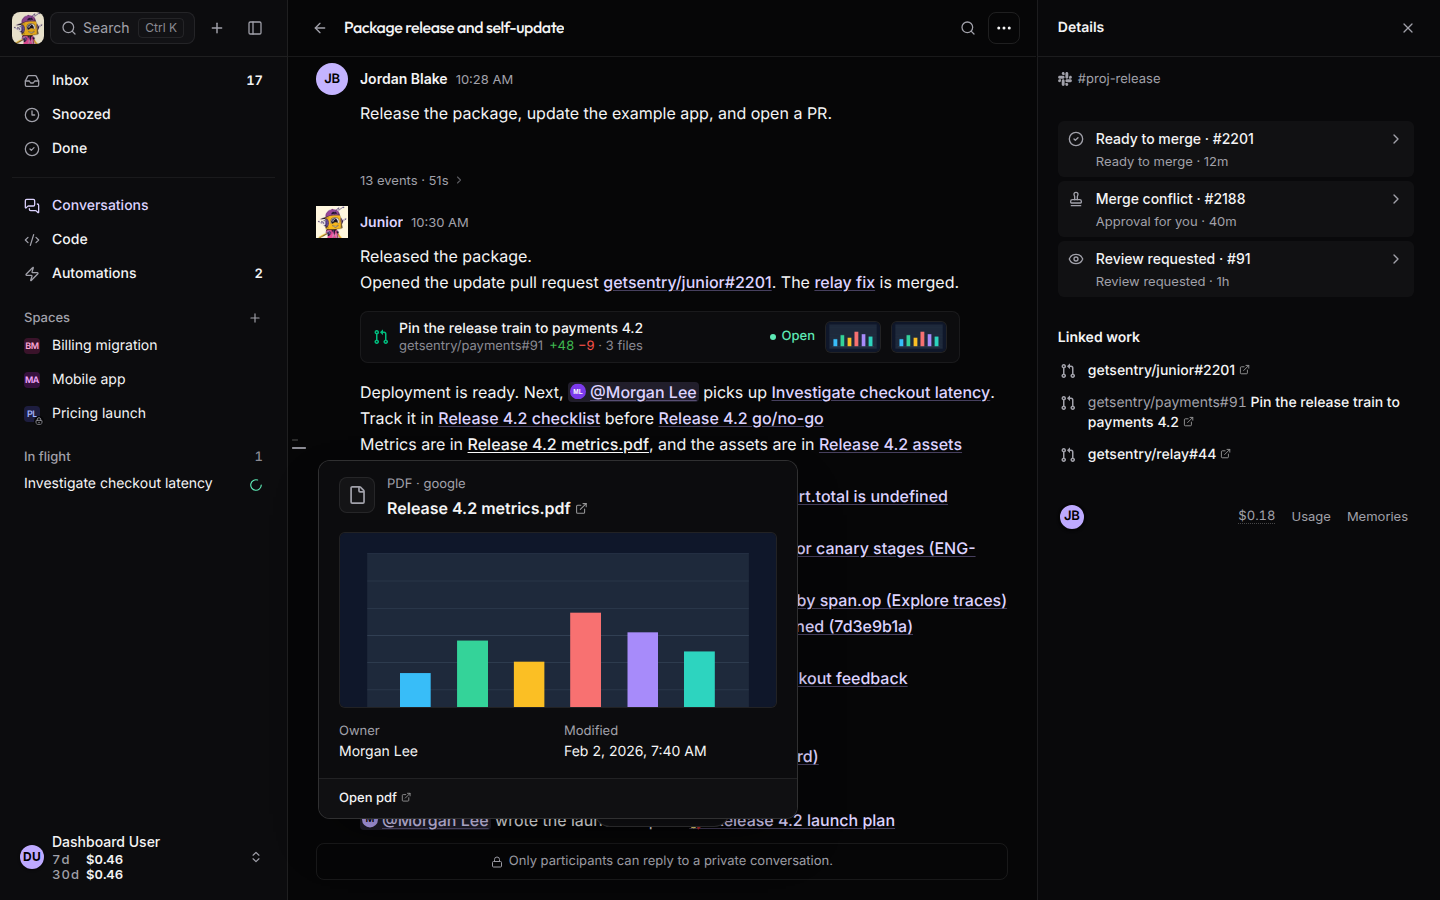 Search Ctrl K
Inbox 17
Snoozed
Done
Conversations
Code
Automations 2
Spaces
BM Billing migration
MA Mobile app
PL Pricing launch
In flight 1
Investigate checkout latency
DU Dashboard User
7d $0.46
30d $0.46
Package release and self-update
JB Jordan Blake 10:28 AM
Release the package, update the example app, and open a PR.
13 events · 51s
Junior 10:30 AM
Released the package.
Opened the update pull request getsentry/junior#2201. The relay fix is merged.
Pin the release train to payments 4.2
getsentry/payments#91 +48 −9 · 3 files
Open
Deployment is ready. Next, ML @Morgan Lee picks up Investigate checkout latency.
Track it in Release 4.2 checklist before Release 4.2 go/no-go
Metrics are in Release 4.2 metrics.pdf, and the assets are in Release 4.2 assets
PDF · google
Release 4.2 metrics.pdf
Owner
Morgan Lee
Modified
Feb 2, 2026, 7:40 AM
Open pdf
rt.total is undefined
or canary stages (ENG-
by span.op (Explore traces)
ned (7d3e9b1a)
kout feedback
rd)
@Morgan Lee wrote the elease 4.2 launch plan
Only participants can reply to a private conversation.
Details
#proj-release
Ready to merge · #2201
Ready to merge · 12m
Merge conflict · #2188
Approval for you · 40m
Review requested · #91
Review requested · 1h
Linked work
getsentry/junior#2201
getsentry/payments#91 Pin the release train to
payments 4.2
getsentry/relay#44
JB $0.18 Usage Memories